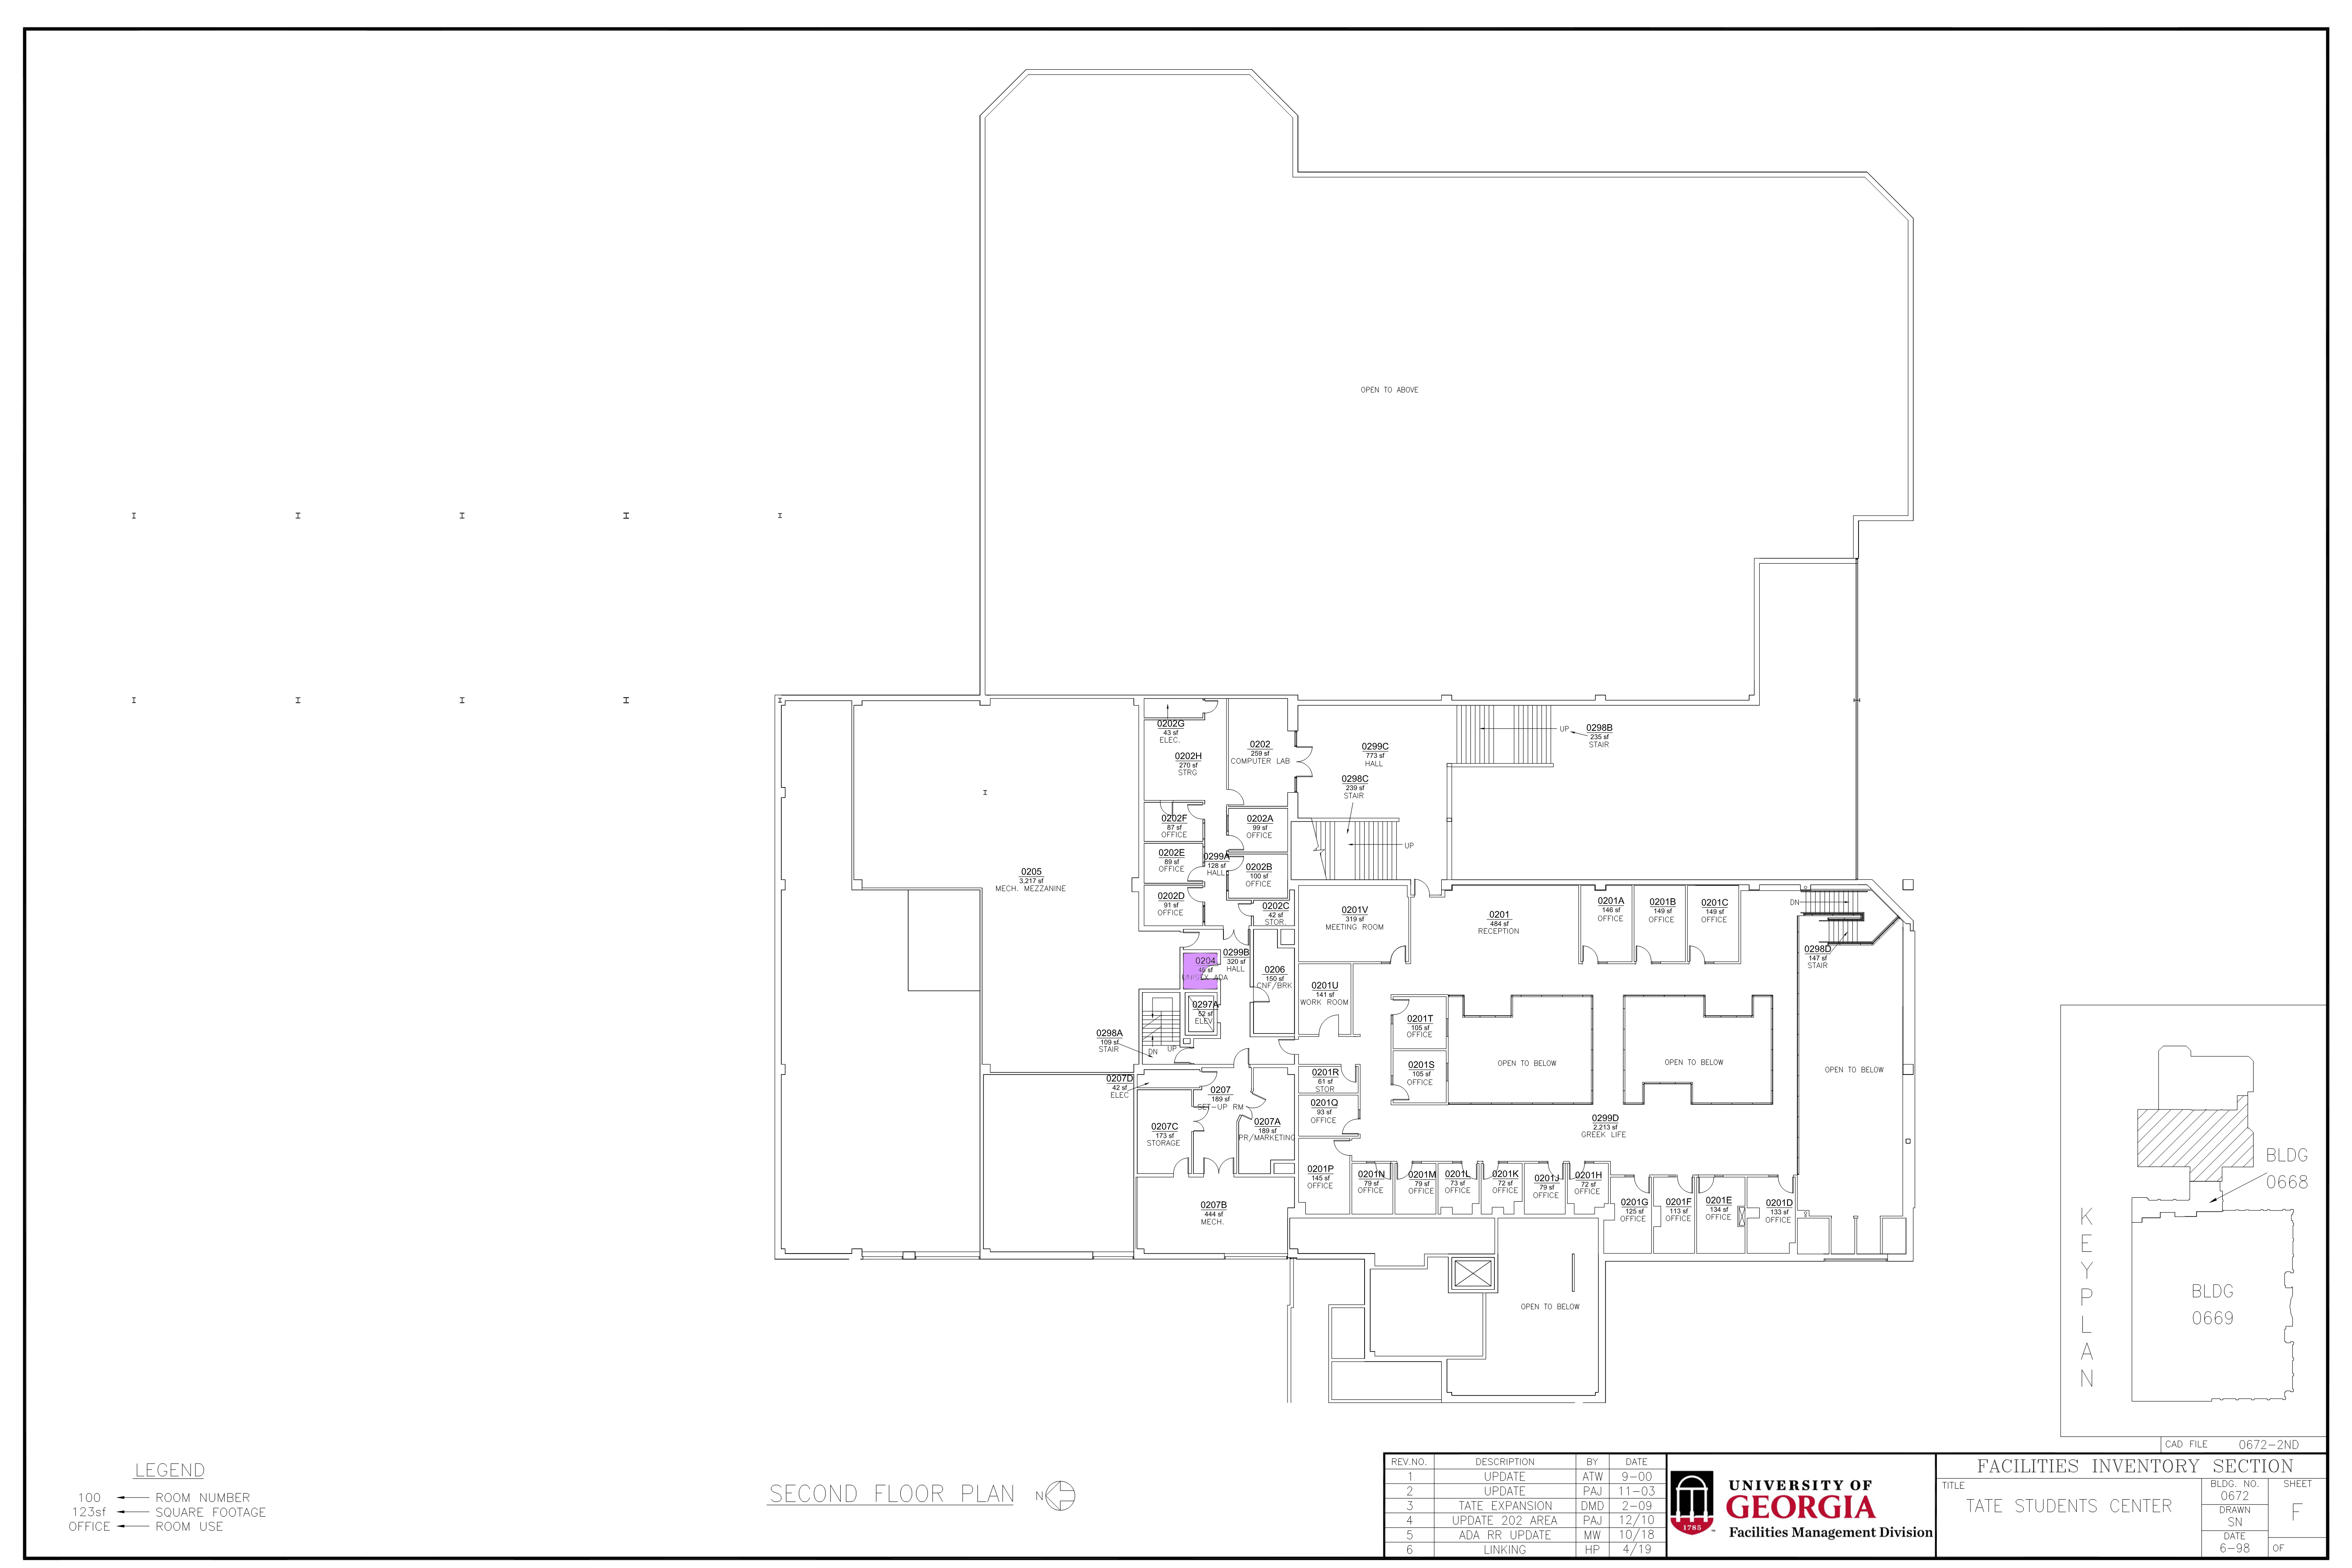 OPEN TO ABOVE
0202G
43 sf
ELEC.
0202H
270 sf
STRG
0202
259 sf
COMPUTER LAB
0299C
773 sf
HALL
UP
0298B
235 sf
STAIR
0298C
239 sf
STAIR
UP
0202F
87 sf
OFFICE
0202A
99 sf
OFFICE
0202E
89 sf
OFFICE
0299A
128 sf
HALL
0202B
100 sf
OFFICE
0205
3,217 sf
MECH. MEZZANINE
0202D
91 sf
OFFICE
0202C
42 sf
STOR.
0201V
319 sf
MEETING ROOM
0201
484 sf
RECEPTION
0201A
146 sf
OFFICE
0201B
149 sf
OFFICE
0201C
149 sf
OFFICE
DN
0298D
147 sf
STAIR
0204
46 sf
UNISEX ADA
0299B
320 sf
HALL
0206
150 sf
CNF/BRK
0201U
141 sf
WORK ROOM
0297A
52 sf
ELEV
0298A
109 sf
STAIR
DN
UP
0201T
105 sf
OFFICE
0201S
105 sf
OFFICE
OPEN TO BELOW
OPEN TO BELOW
OPEN TO BELOW
0207D
42 sf
ELEC
0207
189 sf
SET-UP RM
0201R
61 sf
STOR
0201Q
93 sf
OFFICE
0207C
173 sf
STORAGE
0207A
189 sf
PR/MARKETING
0299D
2,213 sf
GREEK LIFE
0201P
145 sf
OFFICE
0201N
79 sf
OFFICE
0201M
79 sf
OFFICE
0201L
73 sf
OFFICE
0201K
72 sf
OFFICE
0201J
79 sf
OFFICE
0201H
72 sf
OFFICE
0201G
125 sf
OFFICE
0201F
113 sf
OFFICE
0201E
134 sf
OFFICE
0201D
133 sf
OFFICE
0207B
444 sf
MECH.
OPEN TO BELOW
KEYPLAN
BLDG
0668
BLDG
0669
CAD FILE 0672-2ND
LEGEND
100 ROOM NUMBER
123sf SQUARE FOOTAGE
OFFICE ROOM USE
SECOND FLOOR PLAN N
REV.NO. DESCRIPTION BY DATE
1 UPDATE ATW 9-00
2 UPDATE PAJ 11-03
3 TATE EXPANSION DMD 2-09
4 UPDATE 202 AREA PAJ 12/10
5 ADA RR UPDATE MW 10/18
6 LINKING HP 4/19
1785
UNIVERSITY OF
GEORGIA
Facilities Management Division
FACILITIES INVENTORY SECTION
TITLE
TATE STUDENTS CENTER
BLDG. NO.
0672
DRAWN
SN
DATE
6-98
SHEET
F
OF